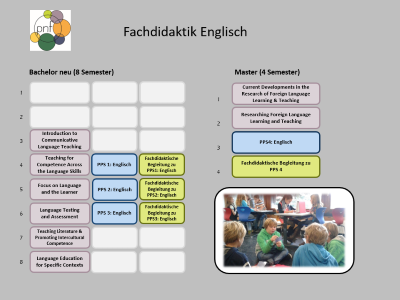 pnf
Fachdidaktik Englisch
Bachelor neu (8 Semester)
1
2
3
Introduction to
Communicative
Language Teaching
4
Teaching for
Competence Across
the Language Skills
PPS 1: Englisch
Fachdidaktische
Begleitung zu
PPS1: Englisch
5
Focus on Language
and the Learner
PPS 2: Englisch
Fachdidaktische
Begleitung zu
PPS2: Englisch
6
Language Testing
and Assessment
PPS 3: Englisch
Fachdidaktische
Begleitung zu
PPS3: Englisch
7
Teaching Literature &
Promoting Intercultural
Competence
8
Language Education
for Specific Contexts
Master (4 Semester)
1
Current Developments in the
Research of Foreign Language
Learning & Teaching
2
Researching Foreign Language
Learning and Teaching
3
PPS4: Englisch
4
Fachdidaktische Begleitung zu
PPS 4